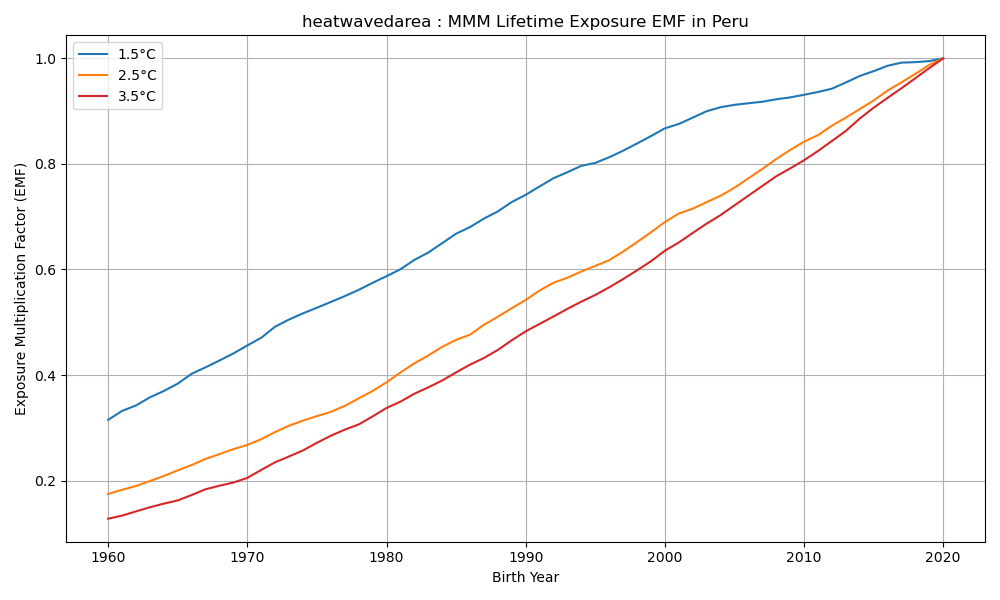 heatwavedarea : MMM Lifetime Exposure EMF in Peru
1.5°C
2.5°C
3.5°C
Exposure Multiplication Factor (EMF)
1.0
0.8
0.6
0.4
0.2
1960 1970 1980 1990 2000 2010 2020
Birth Year